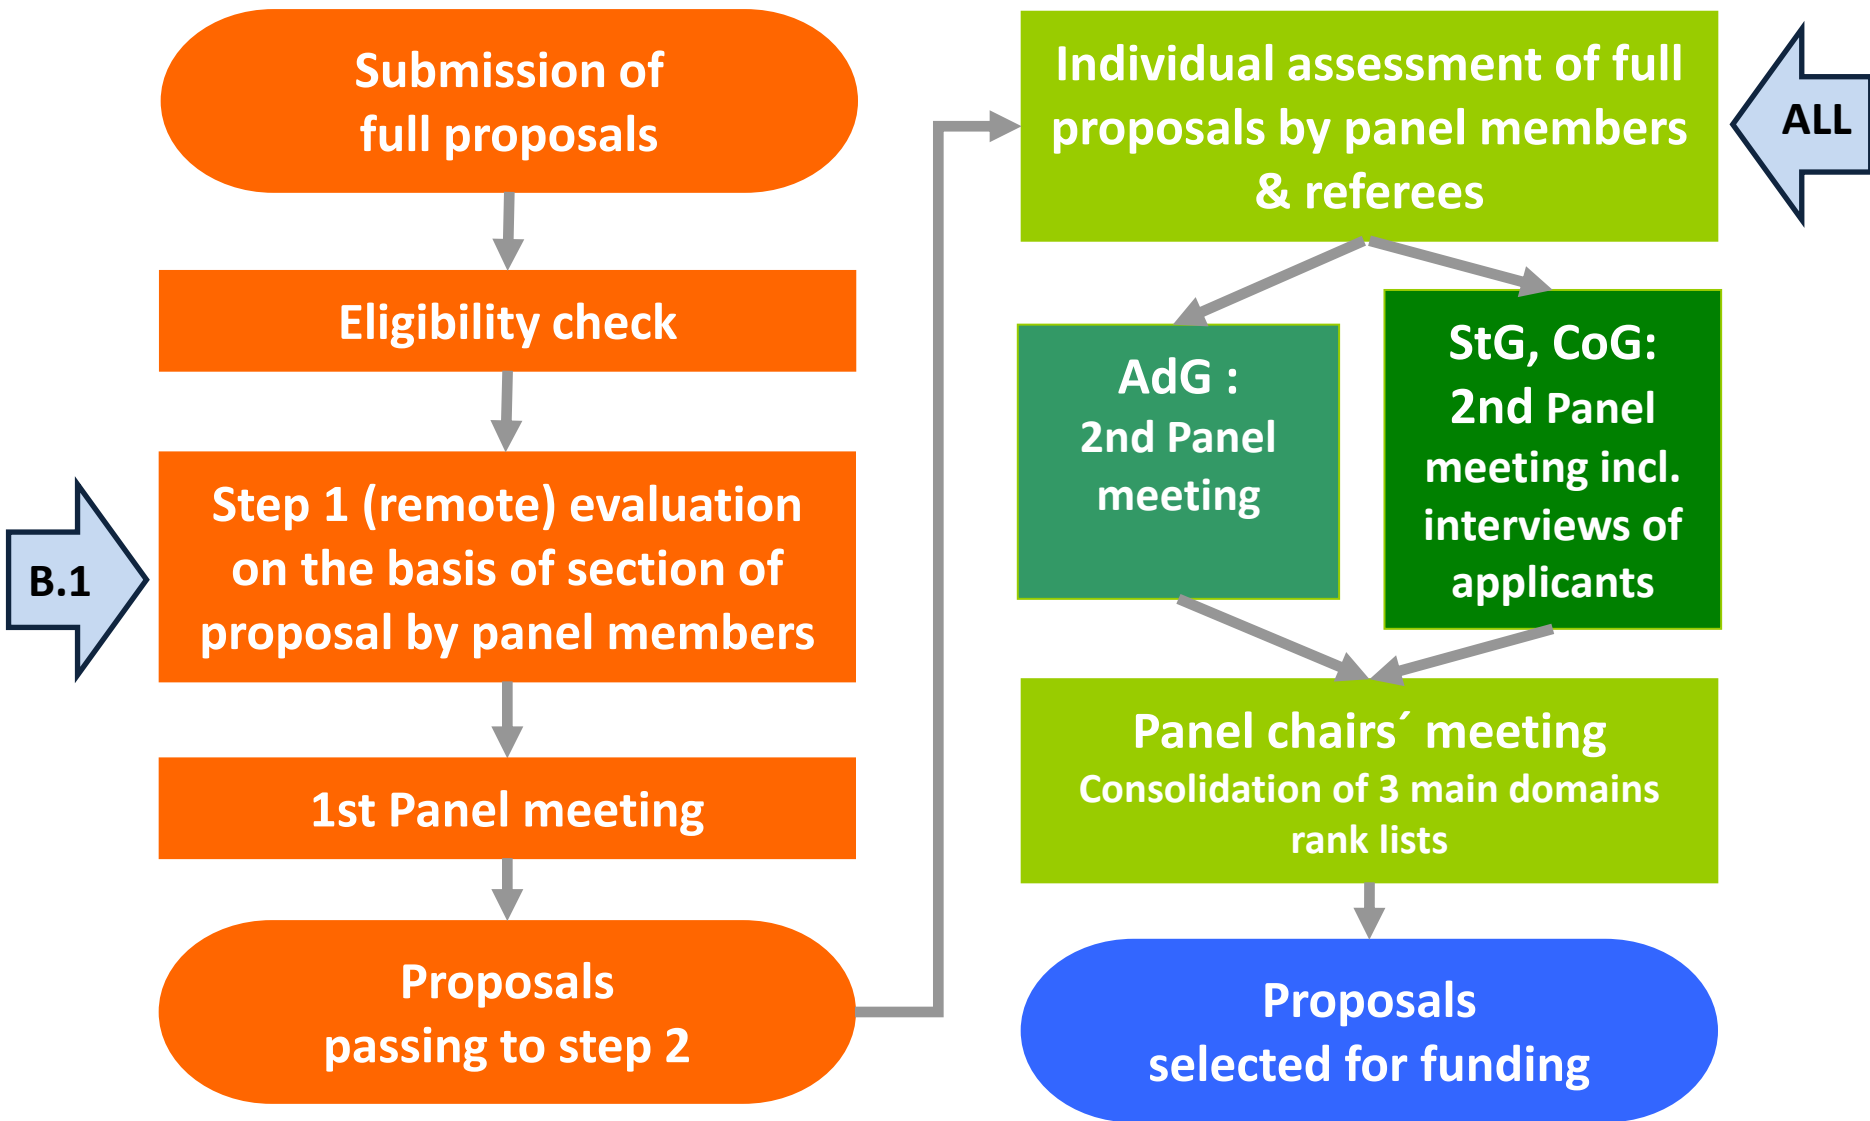 Submission of
full proposals
Eligibility check
B.1
Step 1 (remote) evaluation
on the basis of section of
proposal by panel members
1st Panel meeting
Proposals
passing to step 2
Individual assessment of full
proposals by panel members
& referees
ALL
AdG :
2nd Panel
meeting
StG, CoG:
2nd Panel
meeting incl.
interviews of
applicants
Panel chairs´ meeting
Consolidation of 3 main domains
rank lists
Proposals
selected for funding